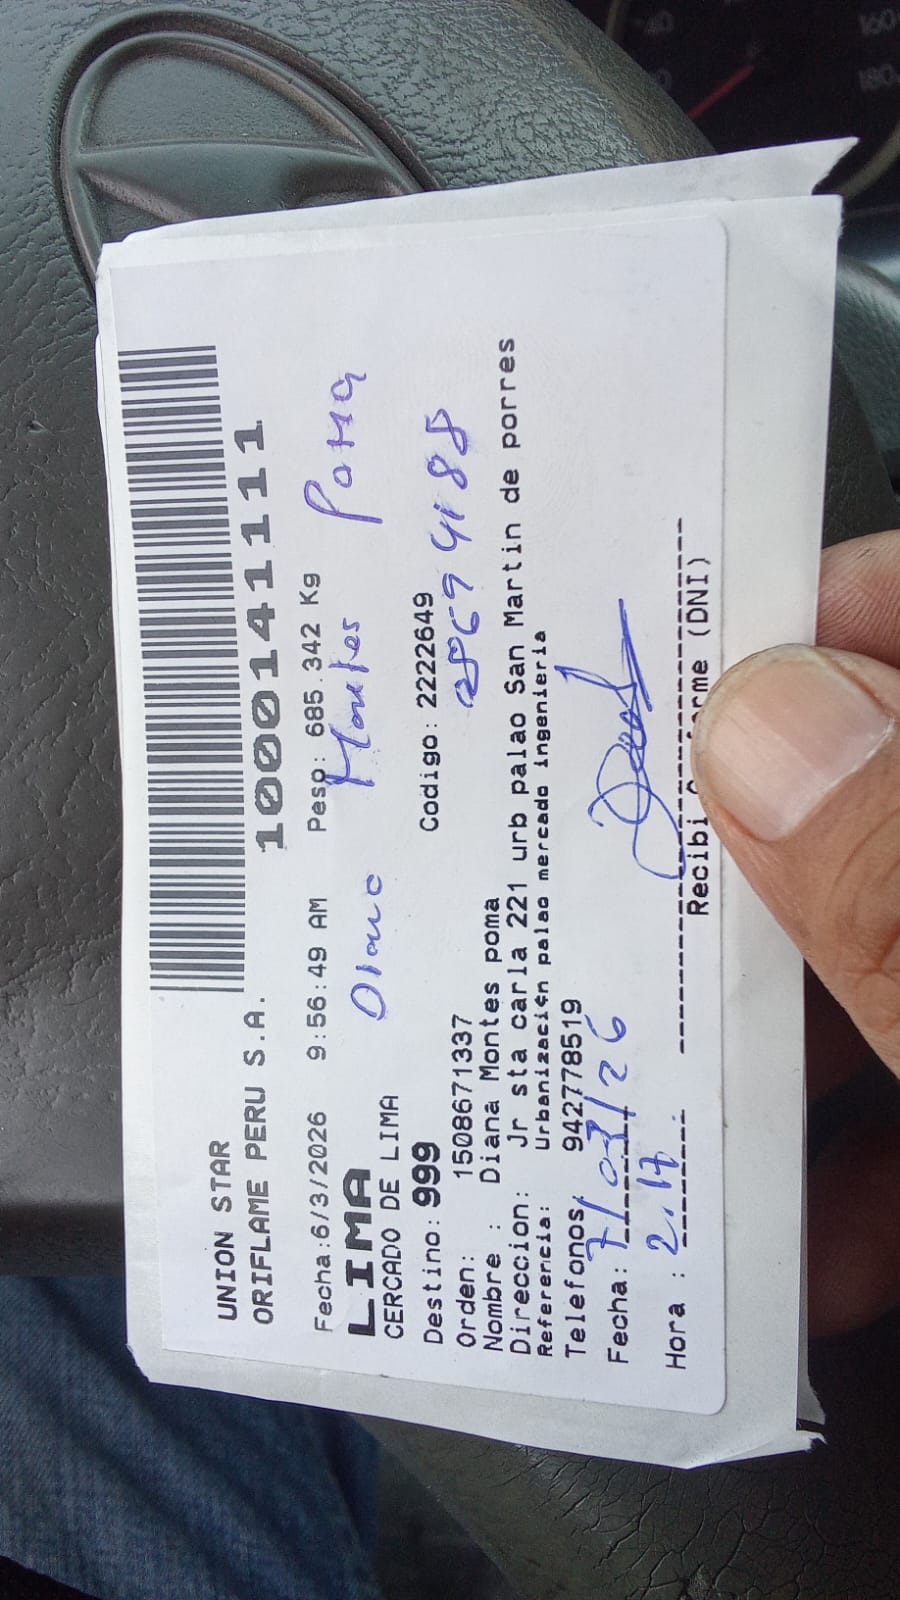 UNION STAR
ORIFLAME PERU S.A.
1000141111
Fecha:6/3/2026 9:56:49 AM Peso: 685.342 Kg
LIMA
Montes Poma
CERCADO DE LIMA
Destino: 999 Codigo: 2222649
Orden: 1508671337
Nombre : Diana Montes poma
Direccion: Jr sta carla 221 urb palao San Martin de porres
Referencia: Urbanización palao mercado ingenieria
Telefonos: 942778519
Fecha: 7/03/26
Hora : 2.17
Recibi (DNI)
160
180